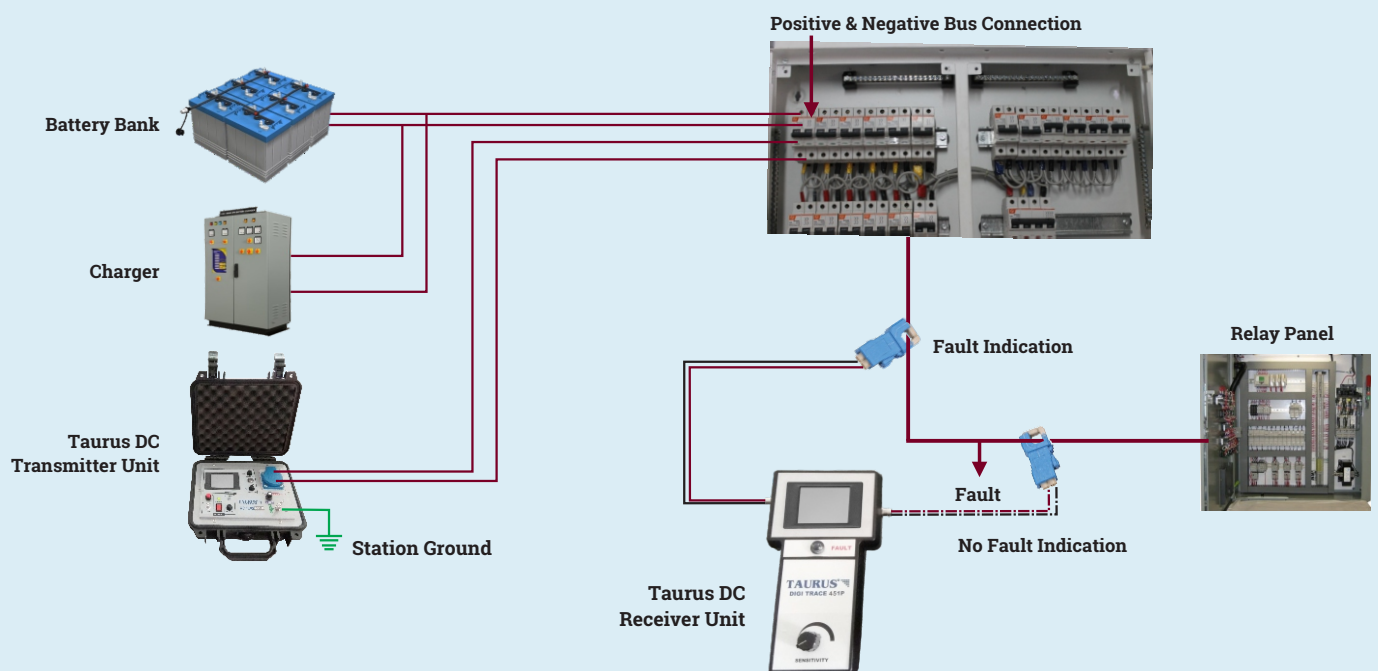 Positive & Negative Bus Connection
Battery Bank
Charger
Fault Indication
Relay Panel
Taurus DC
Transmitter Unit
Fault
Station Ground
No Fault Indication
FAULT
TAURUS
DIGI TRACE 451P
Taurus DC
Receiver Unit
SENSITIVITY